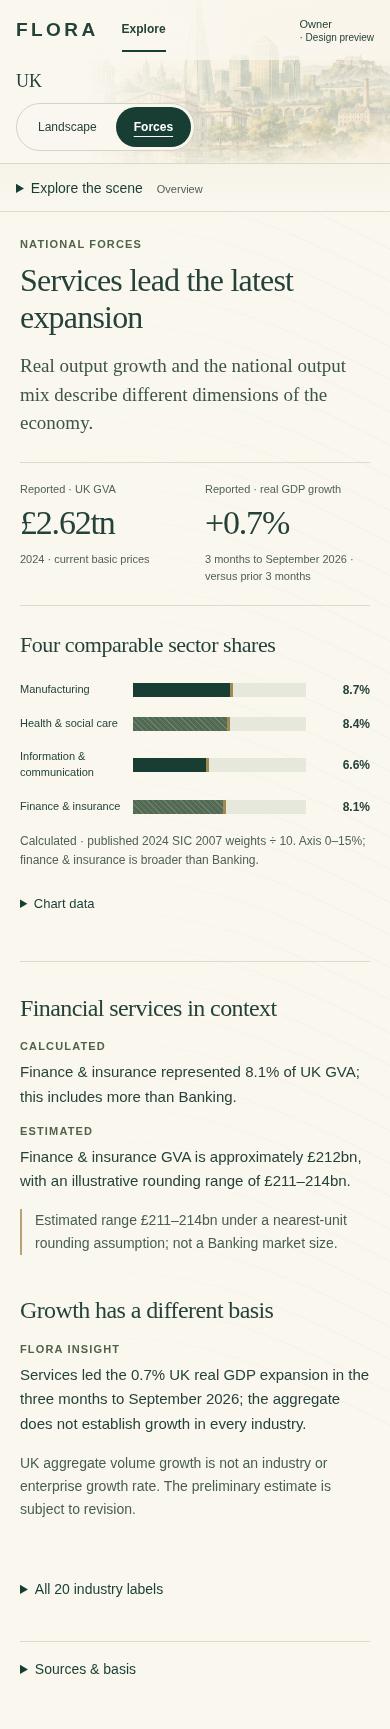 FLORA
Explore
Owner
· Design preview
UK
Landscape
Forces
Explore the scene
Overview
NATIONAL FORCES
Services lead the latest
expansion
Real output growth and the national output
mix describe different dimensions of the
economy.
Reported · UK GVA
£2.62tn
2024 · current basic prices
Reported · real GDP growth
+0.7%
3 months to September 2026 ·
versus prior 3 months
Four comparable sector shares
Manufacturing
8.7%
Health & social care
8.4%
Information &
communication
6.6%
Finance & insurance
8.1%
Calculated · published 2024 SIC 2007 weights ÷ 10. Axis 0–15%;
finance & insurance is broader than Banking.
Chart data
Financial services in context
CALCULATED
Finance & insurance represented 8.1% of UK GVA;
this includes more than Banking.
ESTIMATED
Finance & insurance GVA is approximately £212bn,
with an illustrative rounding range of £211–214bn.
Estimated range £211–214bn under a nearest-unit
rounding assumption; not a Banking market size.
Growth has a different basis
FLORA INSIGHT
Services led the 0.7% UK real GDP expansion in the
three months to September 2026; the aggregate
does not establish growth in every industry.
UK aggregate volume growth is not an industry or
enterprise growth rate. The preliminary estimate is
subject to revision.
All 20 industry labels
Sources & basis